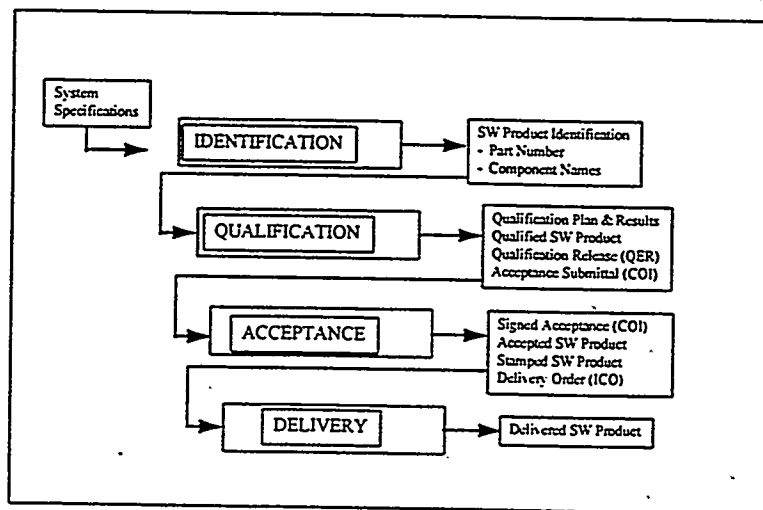 System
Specifications
IDENTIFICATION
SW Product Identification
- Part Number
- Component Names
QUALIFICATION
Qualification Plan & Results
Qualified SW Product
Qualification Release (QER)
Acceptance Submittal (COI)
ACCEPTANCE
Signed Acceptance (COI)
Accepted SW Product
Stamped SW Product
Delivery Order (ICO)
DELIVERY
Delivered SW Product